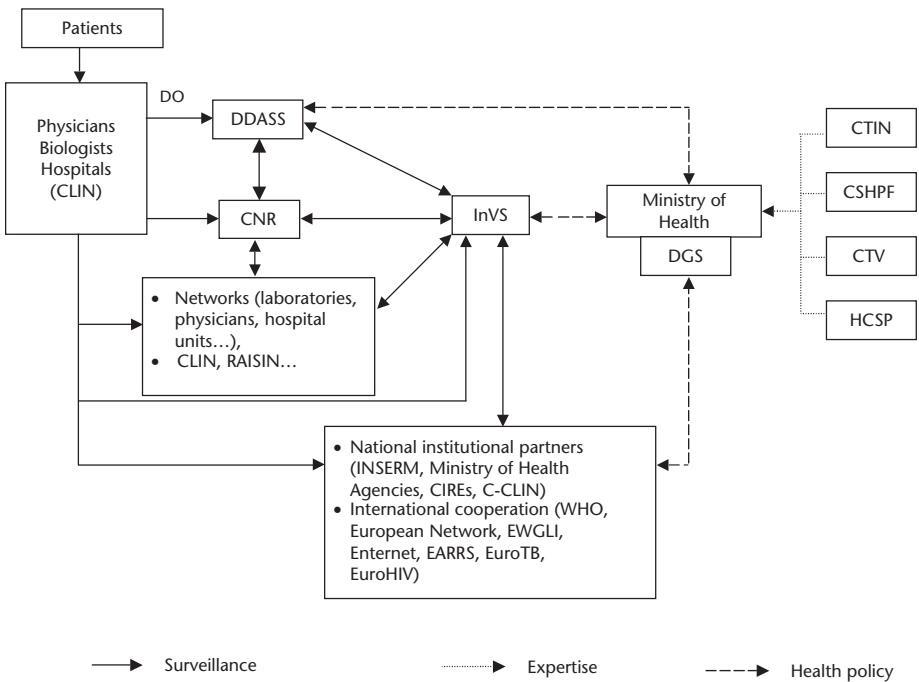 Patients
Physicians
Biologists
Hospitals
(CLIN)
DO
DDASS
CNR
InVS
Ministry of
Health
DGS
CTIN
CSHPF
CTV
HCSP
• Networks (laboratories,
physicians, hospital
units...),
• CLIN, RAISIN...
• National institutional partners
(INSERM, Ministry of Health
Agencies, CIREs, C-CLIN)
• International cooperation (WHO,
European Network, EWGLI,
Enternet, EARRS, EuroTB,
EuroHIV)
Surveillance
Expertise
Health policy